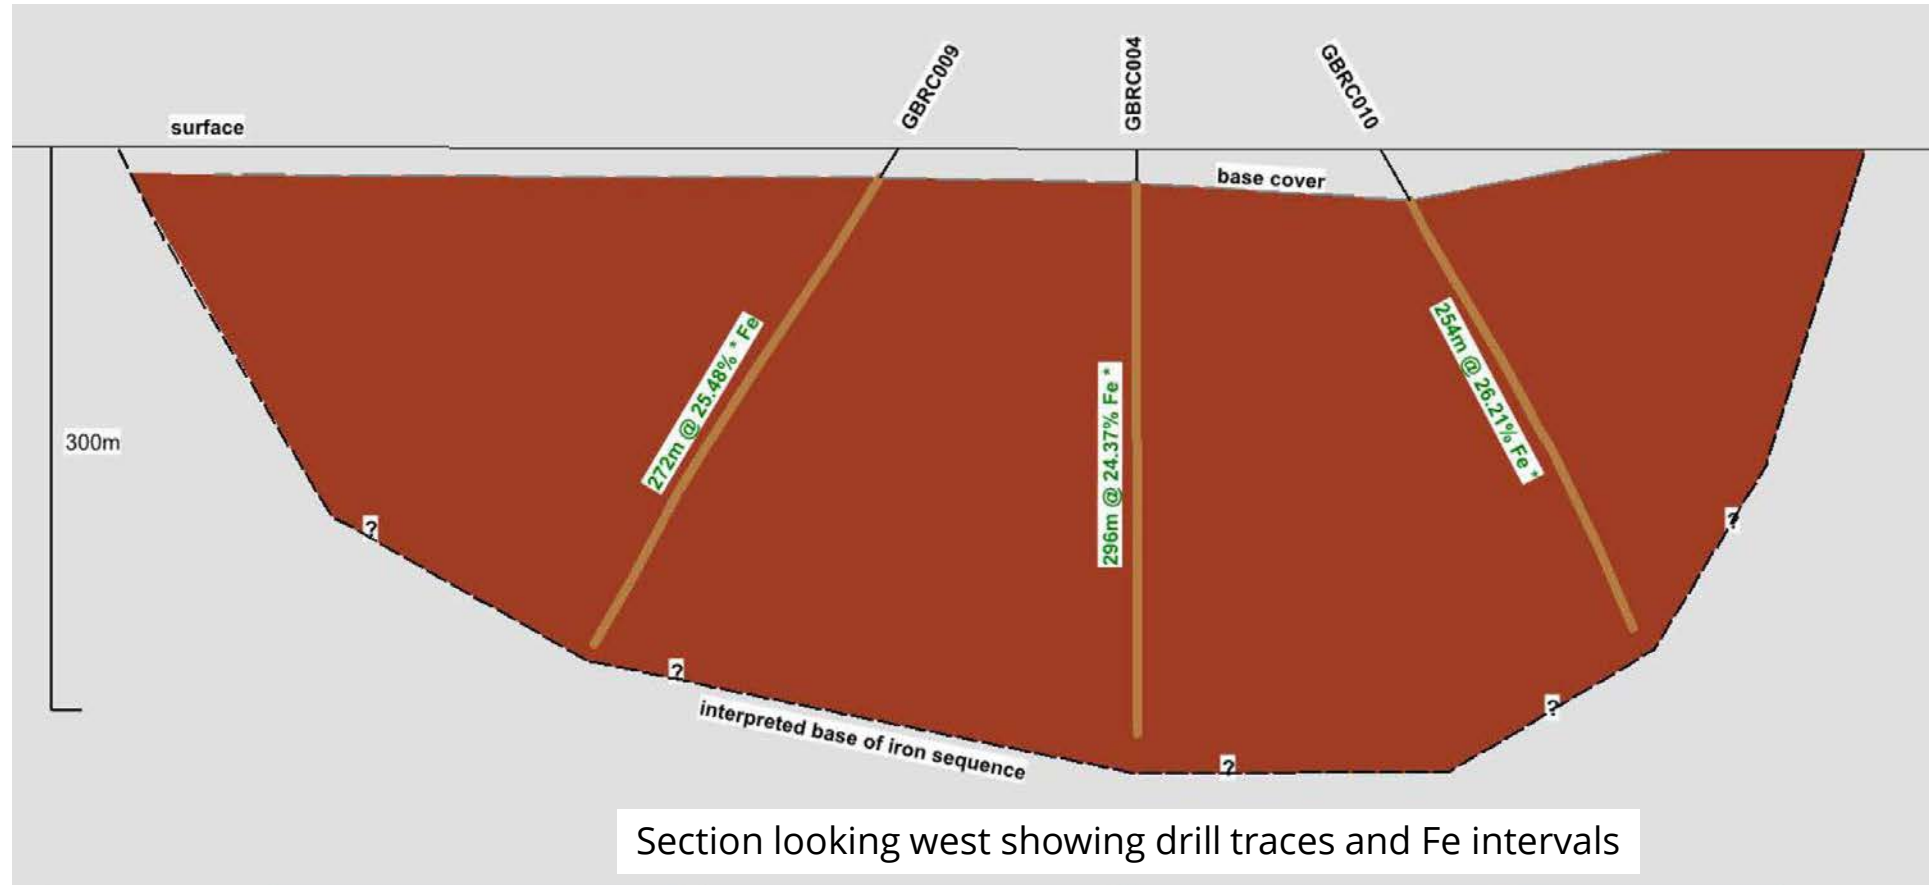 GBRC009
GBRC004
GBRC010
surface
base cover
272m @ 25.48% * Fe
296m @ 24.37% Fe *
254m @ 26.21% Fe *
300m
?
?
?
?
?
interpreted base of iron sequence
Section looking west showing drill traces and Fe intervals